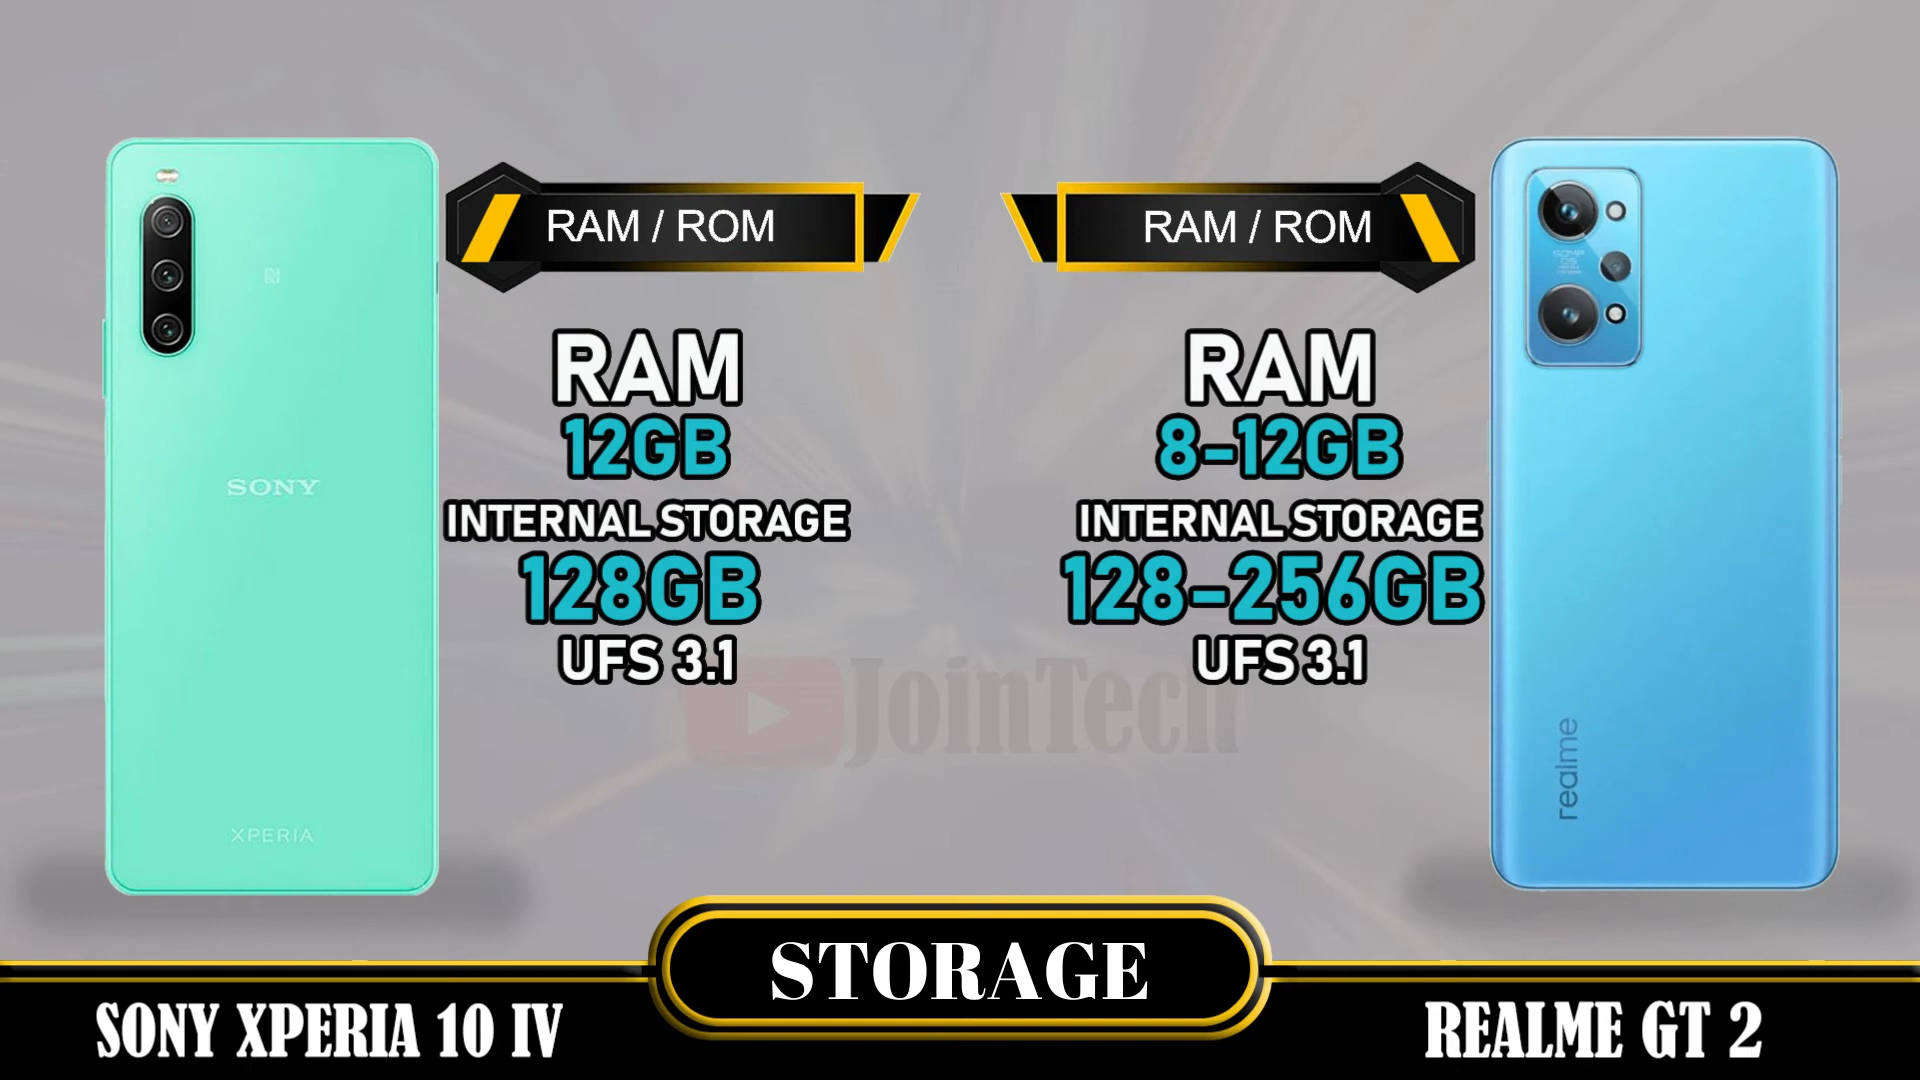 RAM / ROM
RAM
12GB
INTERNAL STORAGE
128GB
UFS 3.1
SONY
XPERIA
RAM / ROM
RAM
8-12GB
INTERNAL STORAGE
128-256GB
UFS 3.1
realme
JoinTech
STORAGE
SONY XPERIA 10 IV
REALME GT 2